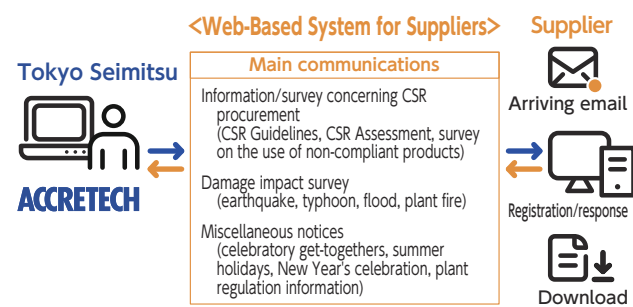 <Web-Based System for Suppliers>
Supplier
Tokyo Seimitsu
ACCRETECH
Main communications
Information/survey concerning CSR
procurement
(CSR Guidelines, CSR Assessment, survey
on the use of non-compliant products)
Damage impact survey
(earthquake, typhoon, flood, plant fire)
Miscellaneous notices
(celebratory get-togethers, summer
holidays, New Year's celebration, plant
regulation information)
Arriving email
Registration/response
Download